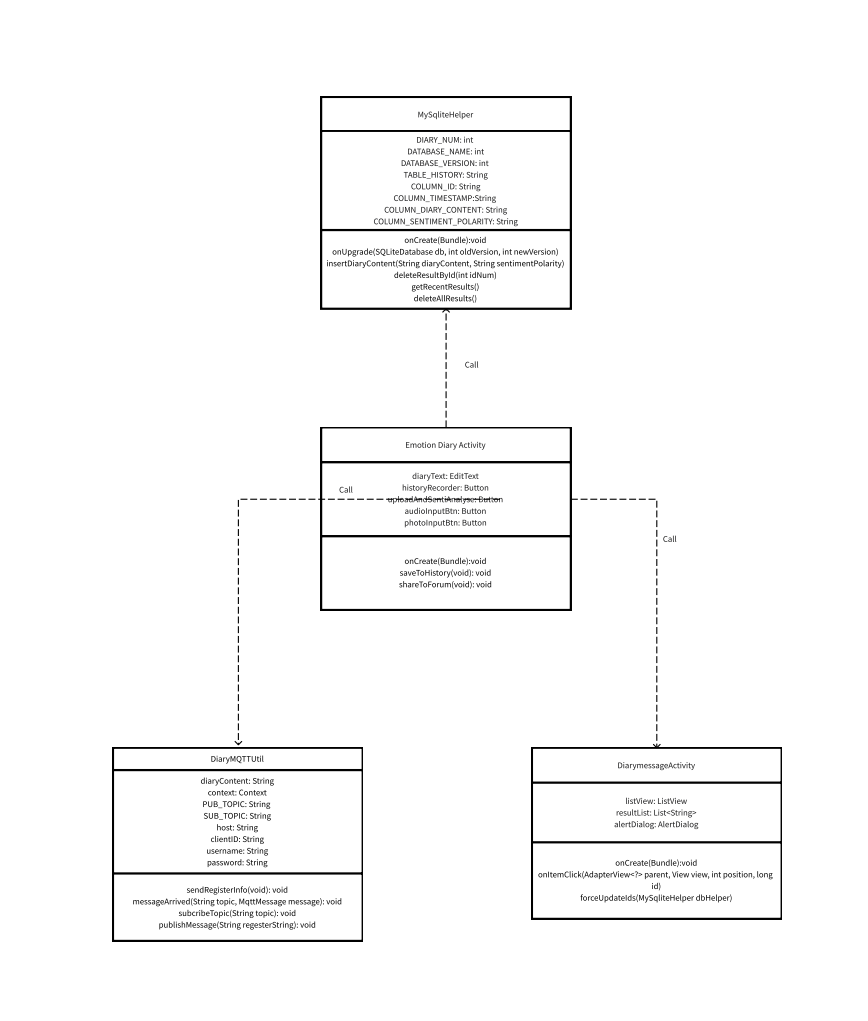 MySqliteHelper
DIARY_NUM: int
DATABASE_NAME: int
DATABASE_VERSION: int
TABLE_HISTORY: String
COLUMN_ID: String
COLUMN_TIMESTAMP:String
COLUMN_DIARY_CONTENT: String
COLUMN_SENTIMENT_POLARITY: String
onCreate(Bundle):void
onUpgrade(SQLiteDatabase db, int oldVersion, int newVersion)
insertDiaryContent(String diaryContent, String sentimentPolarity)
deleteResultById(int idNum)
getRecentResults()
deleteAllResults()
Call
Emotion Diary Activity
diaryText: EditText
historyRecorder: Button
uploadAndSentiAnalyse: Button
audioInputBtn: Button
photoInputBtn: Button
onCreate(Bundle):void
saveToHistory(void): void
shareToForum(void): void
Call
Call
DiaryMQTTUtil
diaryContent: String
context: Context
PUB_TOPIC: String
SUB_TOPIC: String
host: String
clientID: String
username: String
password: String
sendRegisterInfo(void): void
messageArrived(String topic, MqttMessage message): void
subcribeTopic(String topic): void
publishMessage(String regesterString): void
DiarymessageActivity
listView: ListView
resultList: List<String>
alertDialog: AlertDialog
onCreate(Bundle):void
onItemClick(AdapterView<?> parent, View view, int position, long
id)
forceUpdateIds(MySqliteHelper dbHelper)